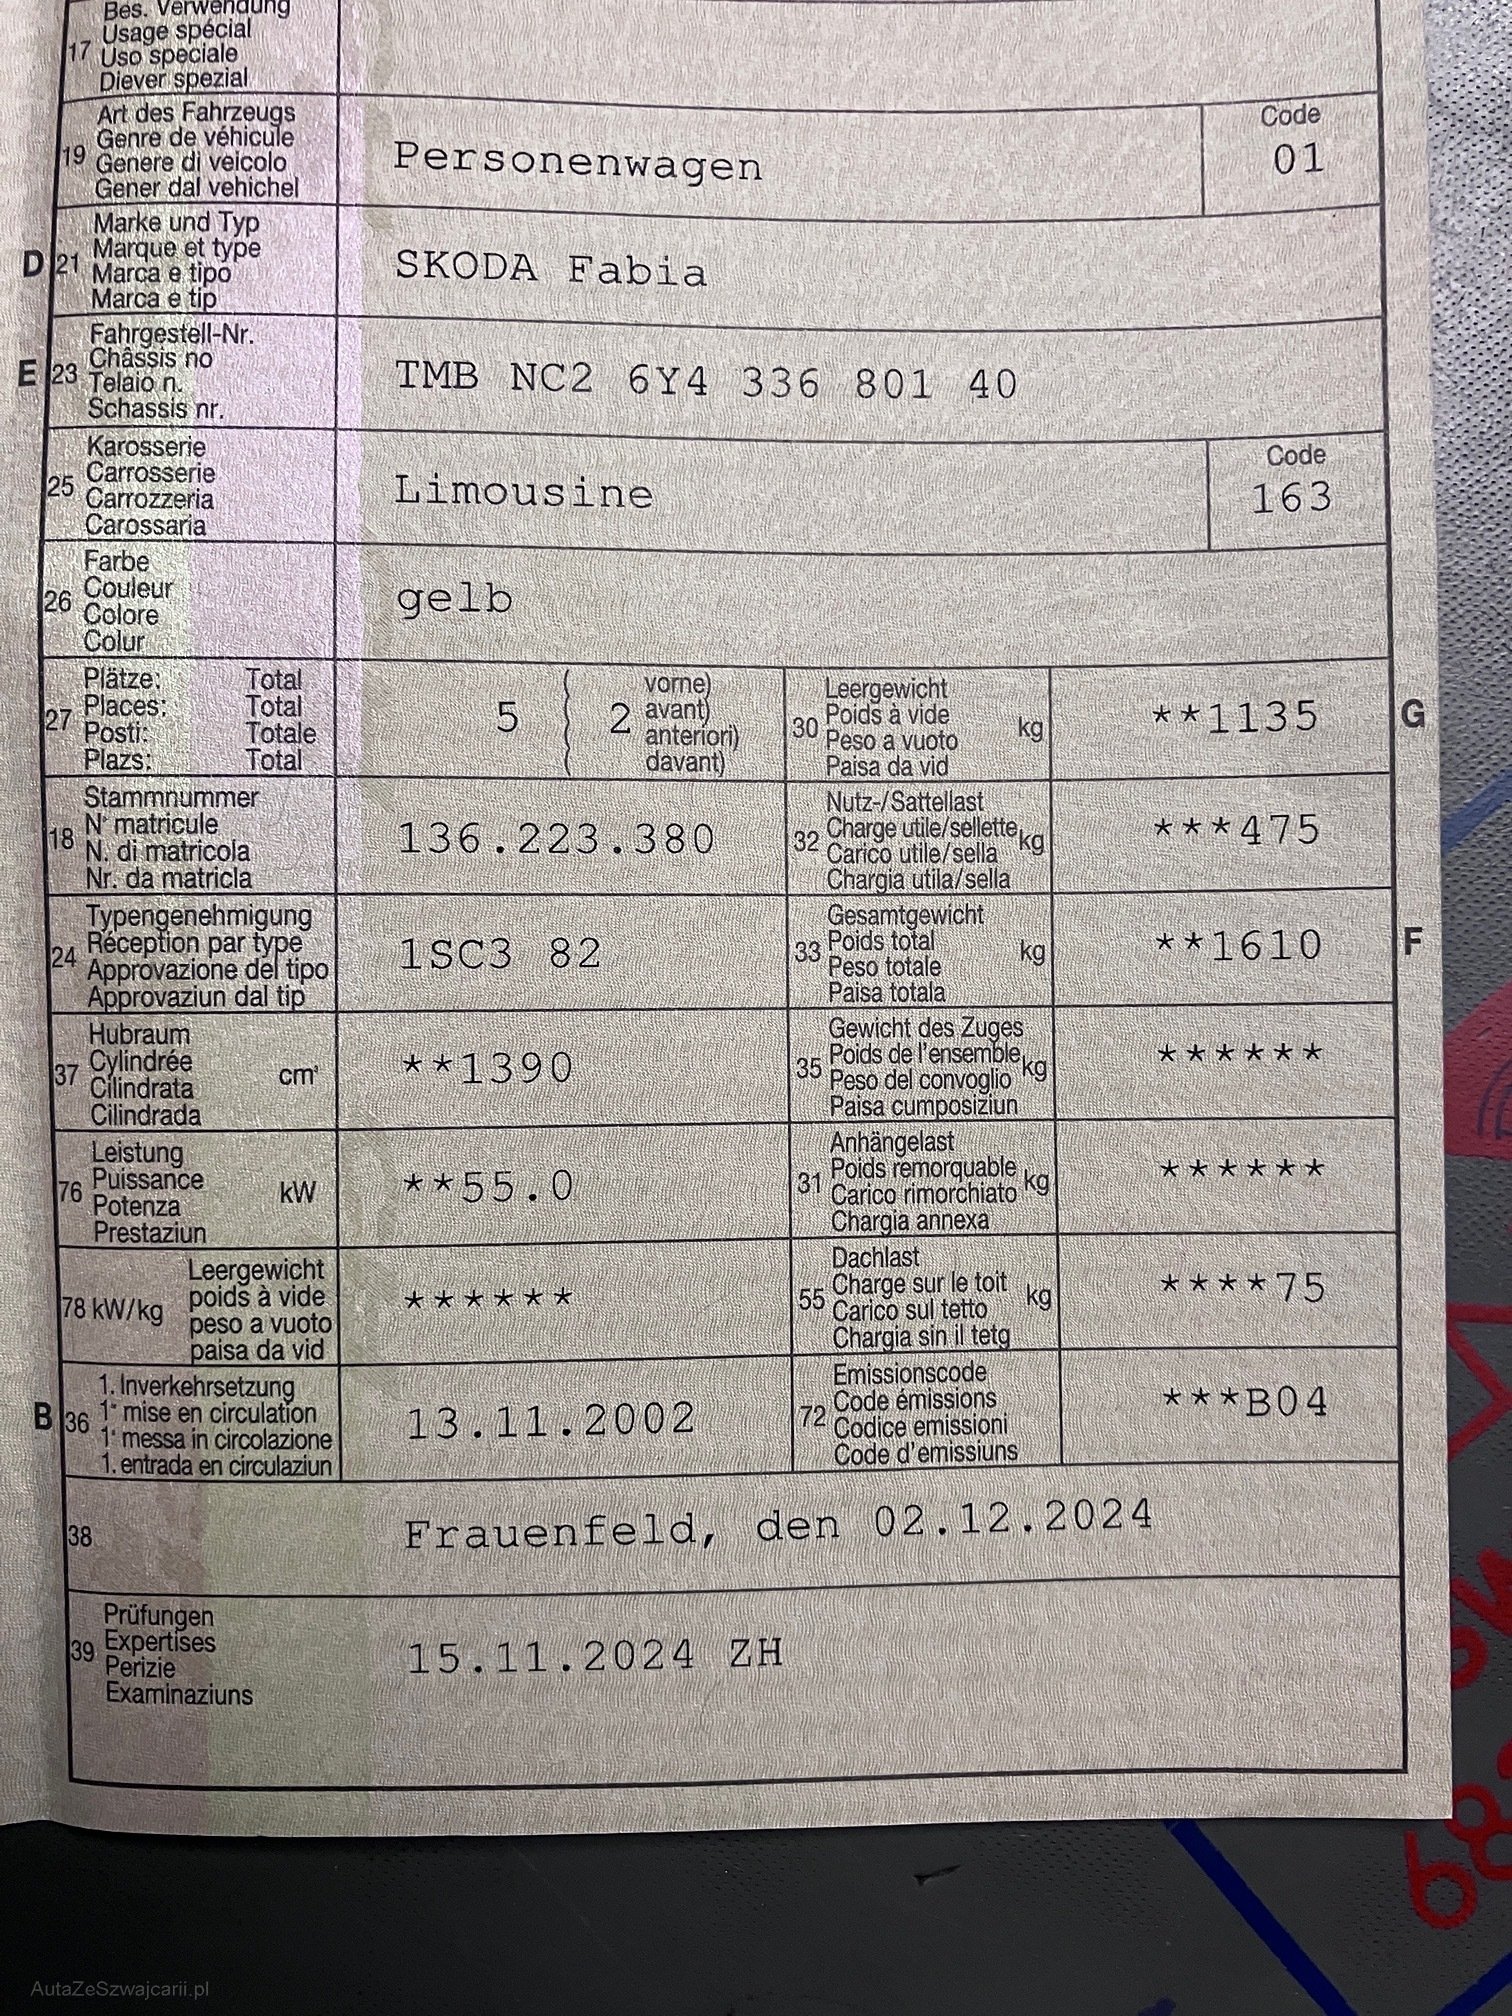 Bes. Verwendung
17 Usage spécial
Uso speciale
Diever spezial
Art des Fahrzeugs
19 Genre de véhicule
Genere di veicolo
Gener dal vehichel
Personenwagen
Code
01
D 21 Marke und Typ
Marque et type
Marca e tipo
Marca e tip
SKODA Fabia
E 23 Fahrgestell-Nr.
Châssis no
Telaio n.
Schassis nr.
TMB NC2 6Y4 336 801 40
25 Karosserie
Carrosserie
Carrozzeria
Carossaria
Limousine
Code
163
26 Farbe
Couleur
Colore
Colur
gelb
27 Plätze: Total
Places: Total
Posti: Totale
Plazs: Total
5 { 2 vorne)
avant)
anteriori)
davant)
30 Leergewicht
Poids à vide kg
Peso a vuoto
Paisa da vid
**1135 G
18 Stammnummer
N° matricule
N. di matricola
Nr. da matricla
136.223.380
32 Nutz-/Sattellast
Charge utile/sellette kg
Carico utile/sella
Chargia utila/sella
***475
24 Typengenehmigung
Réception par type
Approvazione del tipo
Approvaziun dal tip
1SC3 82
33 Gesamtgewicht
Poids total kg
Peso totale
Paisa totala
**1610 F
37 Hubraum
Cylindrée cm³
Cilindrata
Cilindrada
**1390
35 Gewicht des Zuges
Poids de l'ensemble kg
Peso del convoglio
Paisa cumposiziun
******
76 Leistung
Puissance kW
Potenza
Prestaziun
**55.0
31 Anhängelast
Poids remorquable kg
Carico rimorchiato
Chargia annexa
******
78 kW/kg Leergewicht
poids à vide
peso a vuoto
paisa da vid
******
55 Dachlast
Charge sur le toit kg
Carico sul tetto
Chargia sin il tetg
****75
B 36 1. Inverkehrsetzung
1re mise en circulation
1a messa in circolazione
1. entrada en circulaziun
13.11.2002
72 Emissionscode
Code émissions
Codice emissioni
Code d'emissiuns
***B04
38 Frauenfeld, den 02.12.2024
39 Prüfungen
Expertises
Perizie
Examinaziuns
15.11.2024 ZH
AutaZeSzwajcarii.pl